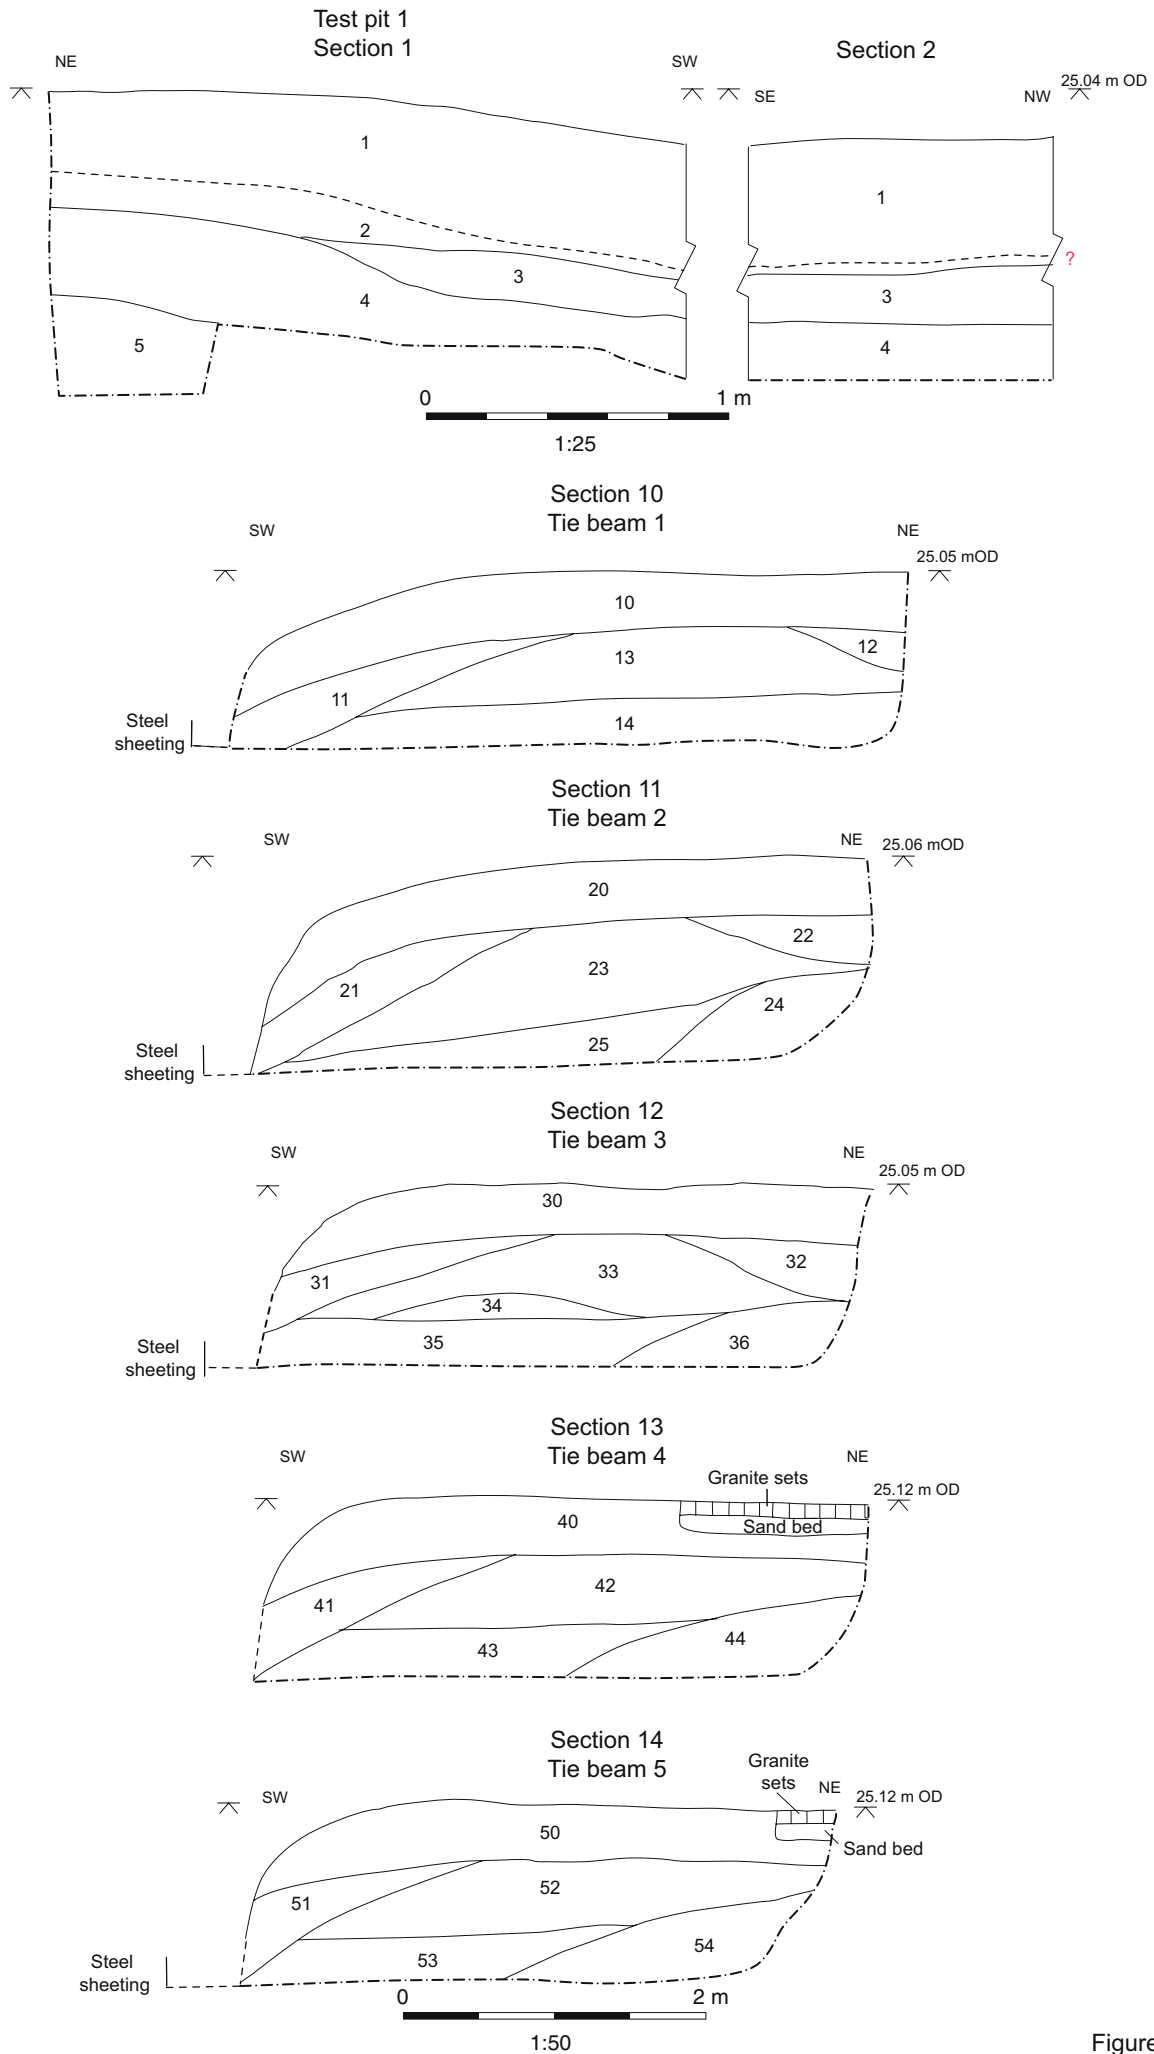 Test pit 1
Section 1
Section 2
NE
SW
SE
NW
25.04 m OD
1
2
3
4
5
1
?
3
4
0
1 m
1:25
Section 10
Tie beam 1
SW
NE
25.05 mOD
10
12
13
11
14
Steel
sheeting
Section 11
Tie beam 2
SW
NE
25.06 mOD
20
22
23
21
24
25
Steel
sheeting
Section 12
Tie beam 3
SW
NE
25.05 m OD
30
32
33
31
34
35
36
Steel
sheeting
Section 13
Tie beam 4
SW
NE
Granite sets
25.12 m OD
40
Sand bed
42
41
44
43
Section 14
Tie beam 5
Granite
sets
SW
NE
25.12 m OD
50
Sand bed
52
51
54
53
Steel
sheeting
0
2 m
1:50
Figure